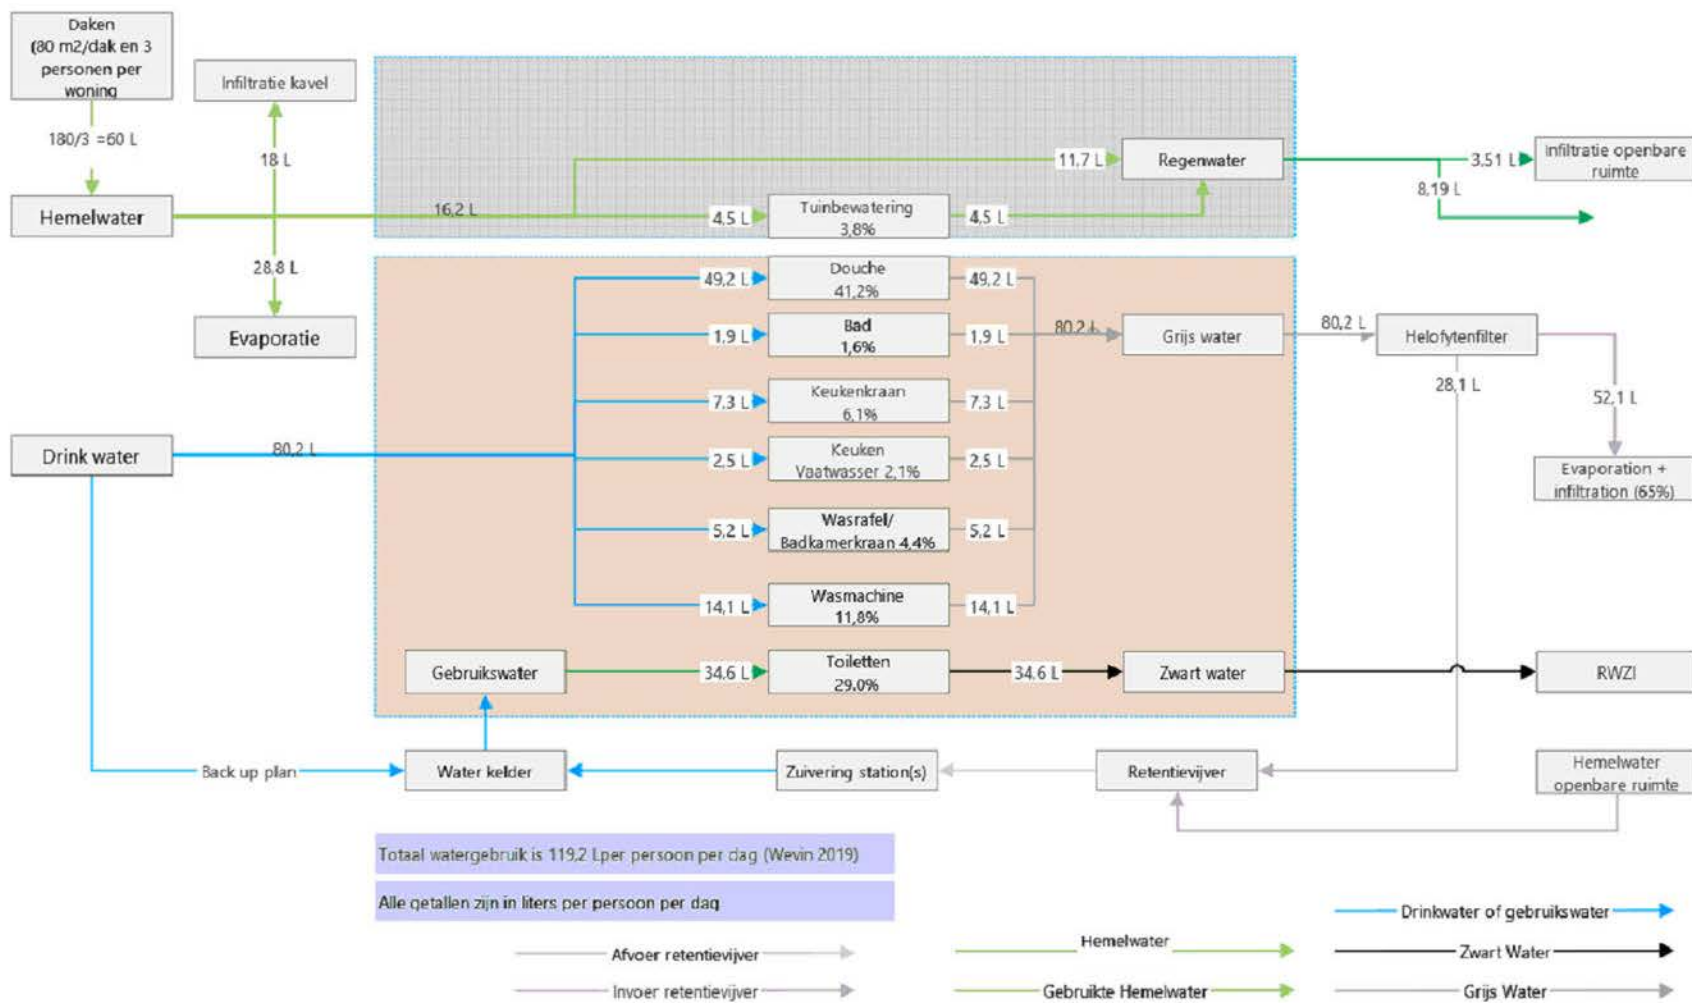 Daken
(80 m2/dak en 3
personen per
woning
180/3 =60 L
Hemelwater
Infiltratie kavel
18 L
28,8 L
Evaporatie
16,2 L
11.7 L
Regenwater
4.5 L
Tuinbewatering
3,8%
4,5 L
3,51 L
8,19 L
Infiltratie openbare
ruimte
Drink water
80,2 L
49,2 L
Douche
41,2%
49,2 L
1,9 L
Bad
1,6%
1,9 L
7,3 L
Keukenkraan
6,1%
7,3 L
2,5 L
Keuken
Vaatwasser 2,1%
2,5 L
5,2 L
Wasrafel/
Badkamerkraan 4,4%
5,2 L
14,1 L
Wasmachine
11,8%
14,1 L
80,2 L
Grijs water
80,2 L
Helofytenfilter
28,1 L
52,1 L
Evaporation +
infiltration (65%)
Gebruikswater
34,6 L
Toiletten
29.0%
34.6 L
Zwart water
RWZI
Back up plan
Water kelder
Zuivering station(s)
Retentievijver
Hemelwater
openbare ruimte
Totaal watergebruik is 119,2 Lper persoon per dag (Wevin 2019)
Alle getallen zijn in liters per persoon per dag
Drinkwater of gebruikswater
Afvoer retentievijver
Hemelwater
Zwart Water
Invoer retentievijver
Gebruikte Hemelwater
Grijs Water